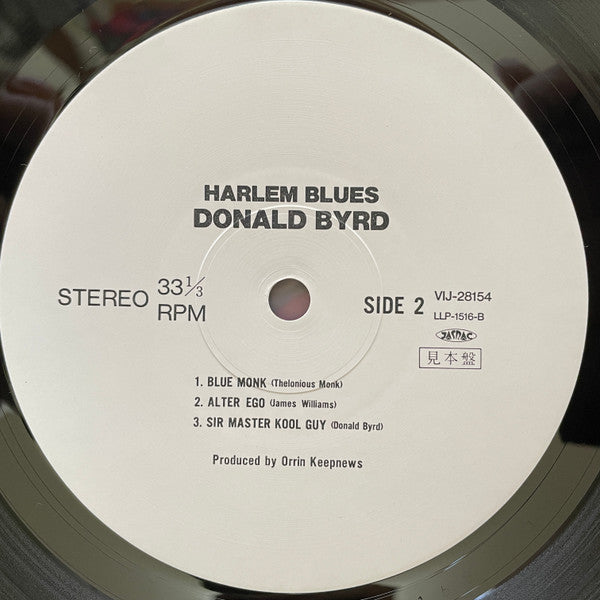 HARLEM BLUES
DONALD BYRD
STEREO 33⅓ RPM
SIDE 2
VIJ-28154
LLP-1516-B
JASRAC
見本盤
1. BLUE MONK (Thelonious Monk)
2. ALTER EGO (James Williams)
3. SIR MASTER KOOL GUY (Donald Byrd)
Produced by Orrin Keepnews